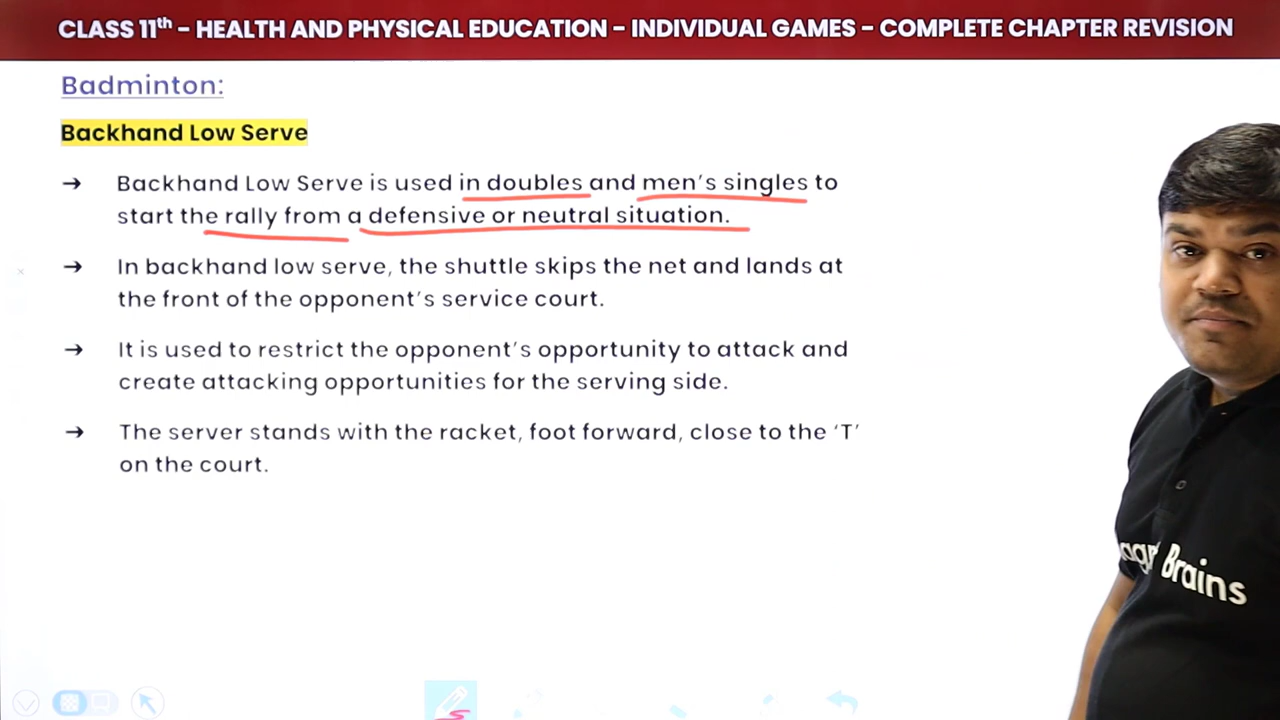 CLASS 11th – HEALTH AND PHYSICAL EDUCATION – INDIVIDUAL GAMES – COMPLETE CHAPTER REVISION
Badminton:
Backhand Low Serve
→ Backhand Low Serve is used in doubles and men's singles to
start the rally from a defensive or neutral situation.
→ In backhand low serve, the shuttle skips the net and lands at
the front of the opponent's service court.
→ It is used to restrict the opponent's opportunity to attack and
create attacking opportunities for the serving side.
→ The server stands with the racket, foot forward, close to the 'T'
on the court.
Brains